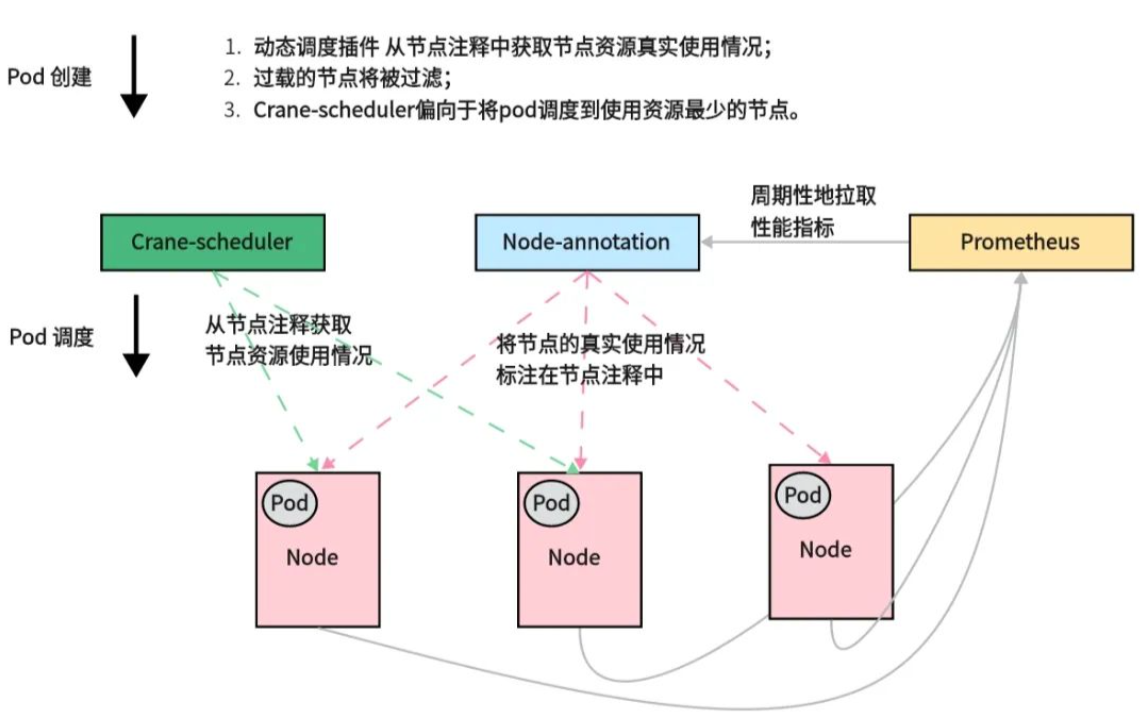 Pod 创建
1. 动态调度插件 从节点注释中获取节点资源真实使用情况；
2. 过载的节点将被过滤；
3. Crane-scheduler偏向于将pod调度到使用资源最少的节点。
周期性地拉取
性能指标
Crane-scheduler
Node-annotation
Prometheus
Pod 调度
从节点注释获取
节点资源使用情况
将节点的真实使用情况
标注在节点注释中
Pod
Node
Pod
Node
Pod
Node